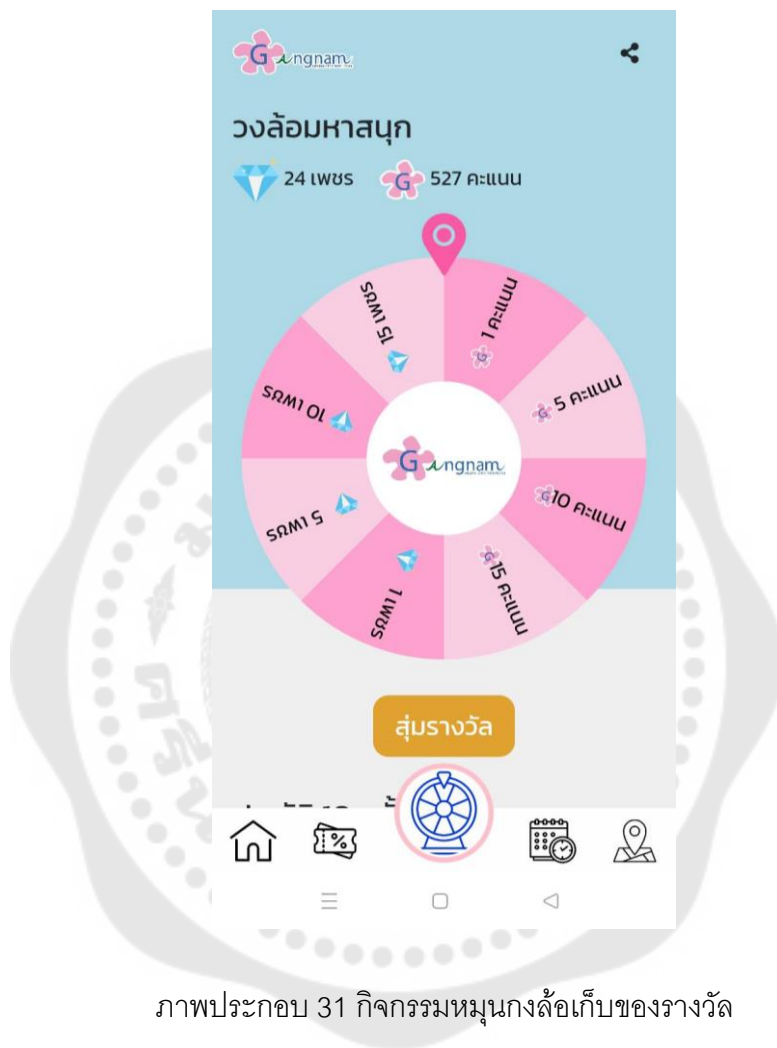 Gingnam
วงล้อมหาสนุก
24 เพชร
G
527 คะแนน
15 เพชร
1 คะแนน
10 เพชร
5 คะแนน
Gingnam
5 เพชร
10 คะแนน
1 เพชร
15 คะแนน
สุ่มรางวัล
ภาพประกอบ 31 กิจกรรมหมุนกงล้อเก็บของรางวัล